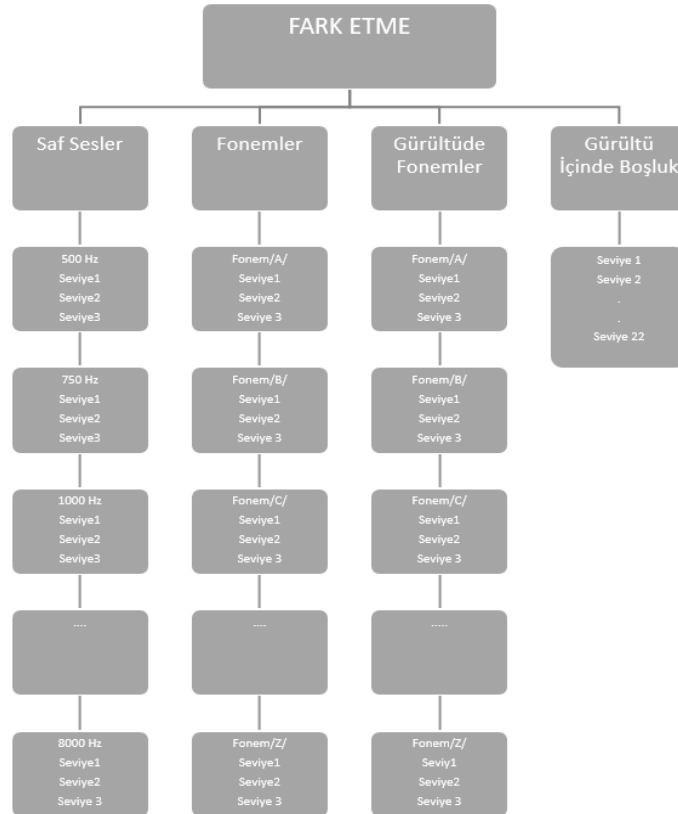 FARK ETME
Saf Sesler
500 Hz
Seviye1
Seviye2
Seviye3
750 Hz
Seviye1
Seviye2
Seviye3
1000 Hz
Seviye1
Seviye2
Seviye3
....
8000 Hz
Seviye1
Seviye2
Seviye 3
Fonemler
Fonem/A/
Seviye1
Seviye2
Seviye 3
Fonem/B/
Seviye1
Seviye2
Seviye 3
Fonem/C/
Seviye1
Seviye2
Seviye 3
....
Fonem/Z/
Seviye1
Seviye2
Seviye 3
Gürültüde
Fonemler
Fonem/A/
Seviye1
Seviye2
Seviye 3
Fonem/B/
Seviye1
Seviye2
Seviye 3
Fonem/C/
Seviye1
Seviye2
Seviye 3
.....
Fonem/Z/
Seviy1
Seviye2
Seviye 3
Gürültü
İçinde Boşluk
Seviye 1
Seviye 2
.
.
Seviye 22